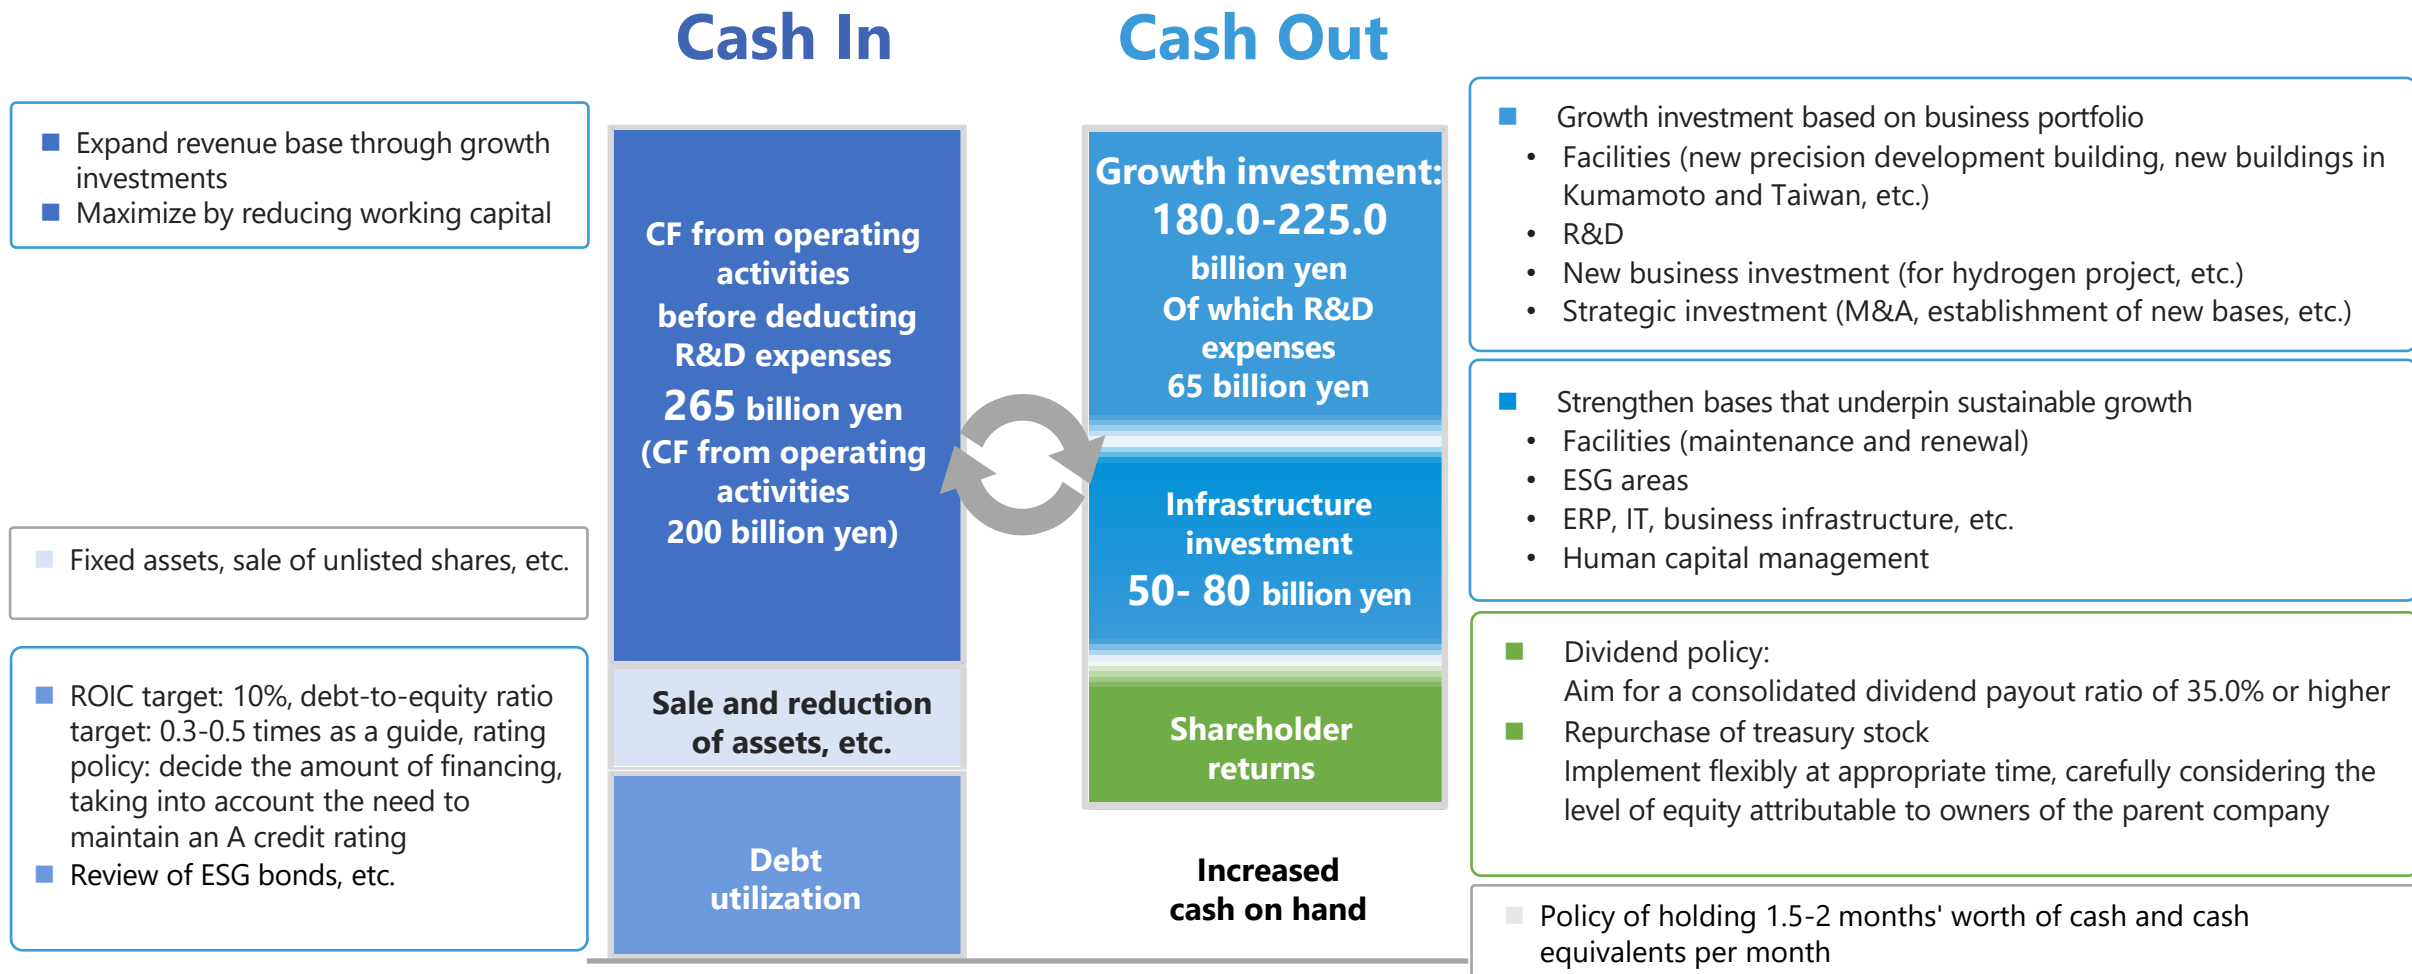 Cash In
Cash Out
Expand revenue base through growth
investments
Maximize by reducing working capital
Fixed assets, sale of unlisted shares, etc.
ROIC target: 10%, debt-to-equity ratio
target: 0.3-0.5 times as a guide, rating
policy: decide the amount of financing,
taking into account the need to
maintain an A credit rating
Review of ESG bonds, etc.
CF from operating
activities
before deducting
R&D expenses
265 billion yen
(CF from operating
activities
200 billion yen)
Sale and reduction
of assets, etc.
Debt
utilization
Growth investment:
180.0-225.0
billion yen
Of which R&D
expenses
65 billion yen
Infrastructure
investment
50- 80 billion yen
Shareholder
returns
Increased
cash on hand
Growth investment based on business portfolio
• Facilities (new precision development building, new buildings in
Kumamoto and Taiwan, etc.)
• R&D
• New business investment (for hydrogen project, etc.)
• Strategic investment (M&A, establishment of new bases, etc.)
Strengthen bases that underpin sustainable growth
• Facilities (maintenance and renewal)
• ESG areas
• ERP, IT, business infrastructure, etc.
• Human capital management
Dividend policy:
Aim for a consolidated dividend payout ratio of 35.0% or higher
Repurchase of treasury stock
Implement flexibly at appropriate time, carefully considering the
level of equity attributable to owners of the parent company
Policy of holding 1.5-2 months' worth of cash and cash
equivalents per month